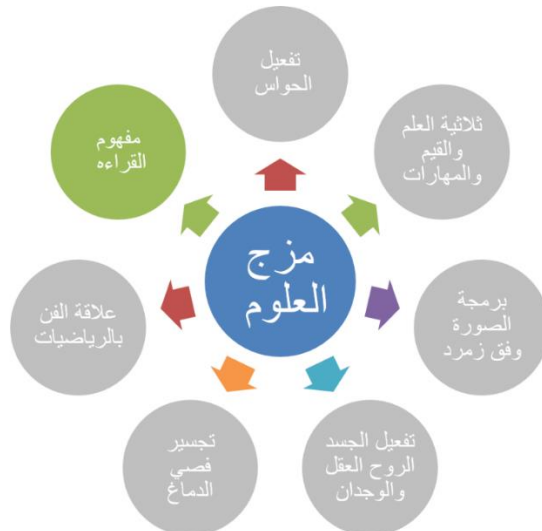 تفعيل
الحواس
ثلاثية العلم
والقيم
والمهارات
برمجة
الصورة
وفق زمرد
تفعيل الجسد
الروح العقل
والوجدان
تجسير
فصي
الدماغ
علاقة الفن
بالرياضيات
مفهوم
القراءه
مزج
العلوم